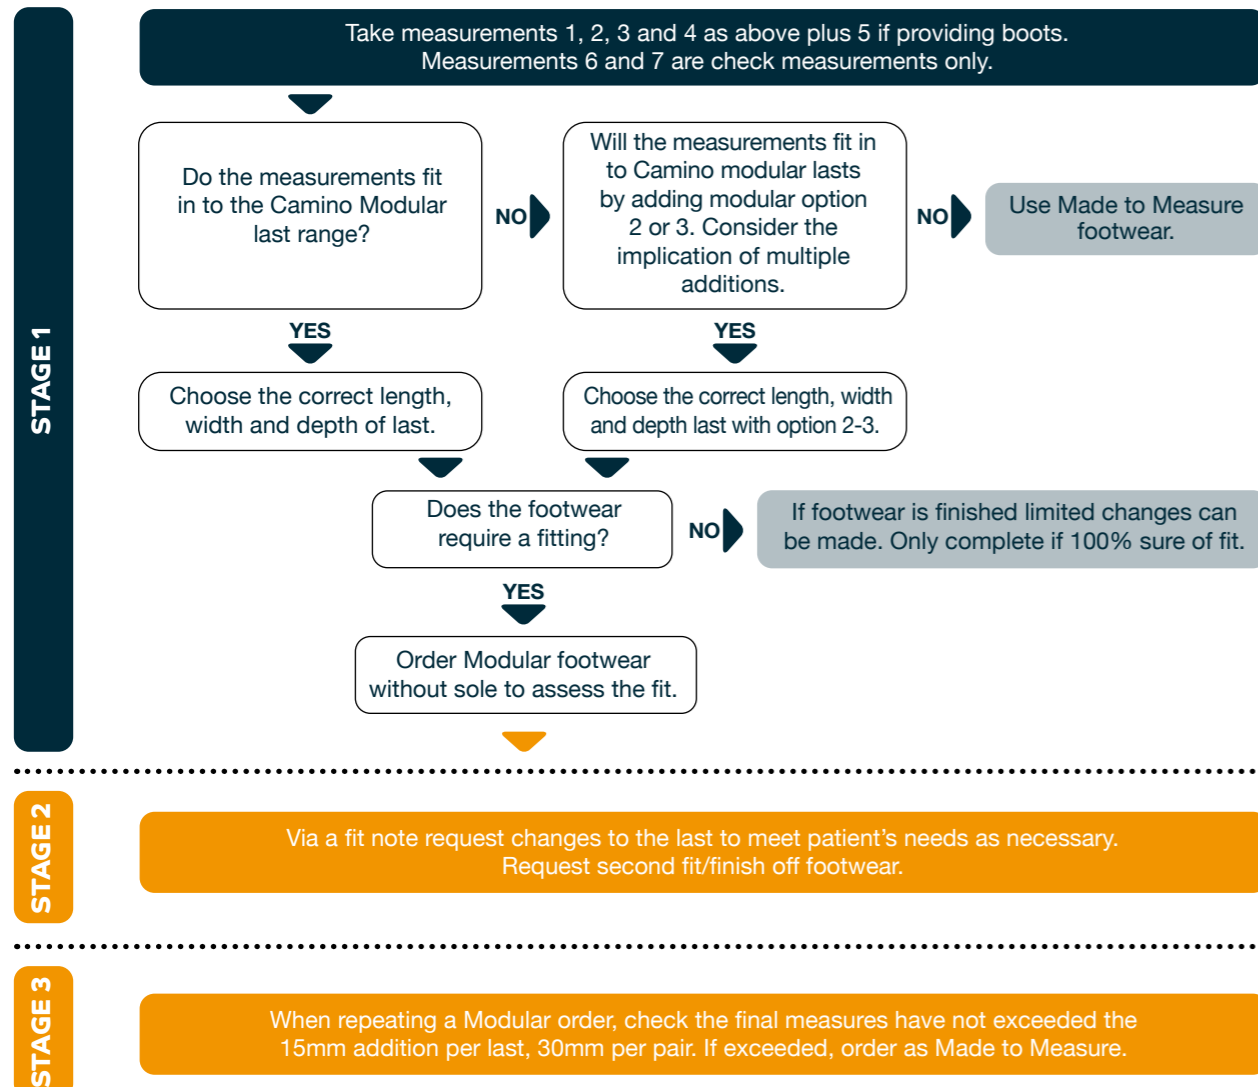 STAGE 1
Take measurements 1, 2, 3 and 4 as above plus 5 if providing boots.
Measurements 6 and 7 are check measurements only.
Do the measurements fit
in to the Camino Modular
last range?
NO
Will the measurements fit in
to Camino modular lasts
by adding modular option
2 or 3. Consider the
implication of multiple
additions.
NO
Use Made to Measure
footwear.
YES
YES
Choose the correct length,
width and depth of last.
Choose the correct length, width
and depth last with option 2-3.
Does the footwear
require a fitting?
NO
If footwear is finished limited changes can
be made. Only complete if 100% sure of fit.
YES
Order Modular footwear
without sole to assess the fit.
STAGE 2
Via a fit note request changes to the last to meet patient’s needs as necessary.
Request second fit/finish off footwear.
STAGE 3
When repeating a Modular order, check the final measures have not exceeded the
15mm addition per last, 30mm per pair. If exceeded, order as Made to Measure.